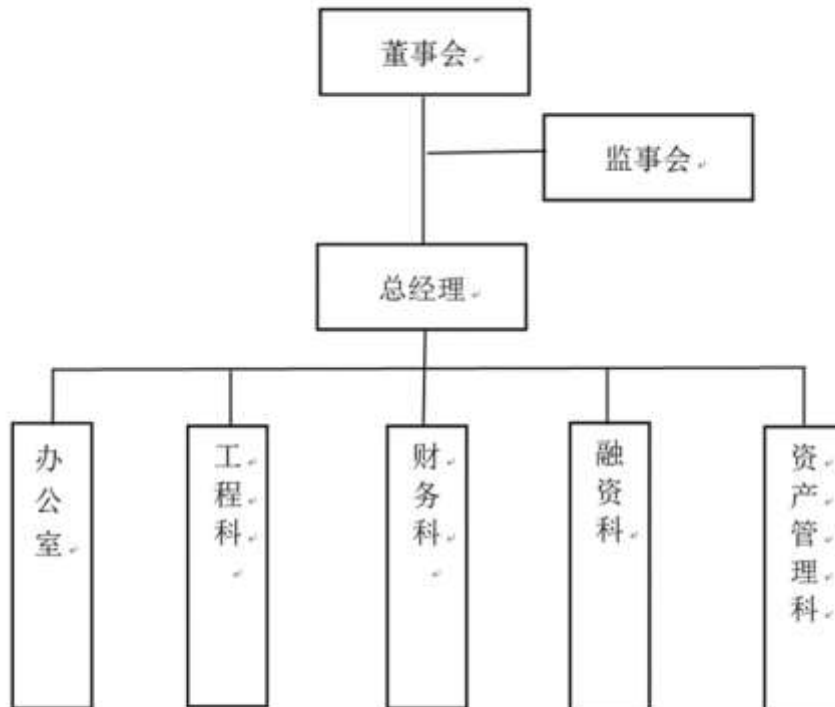 董事会
监事会
总经理
办公室
工程科
财务科
融资科
资产管理科